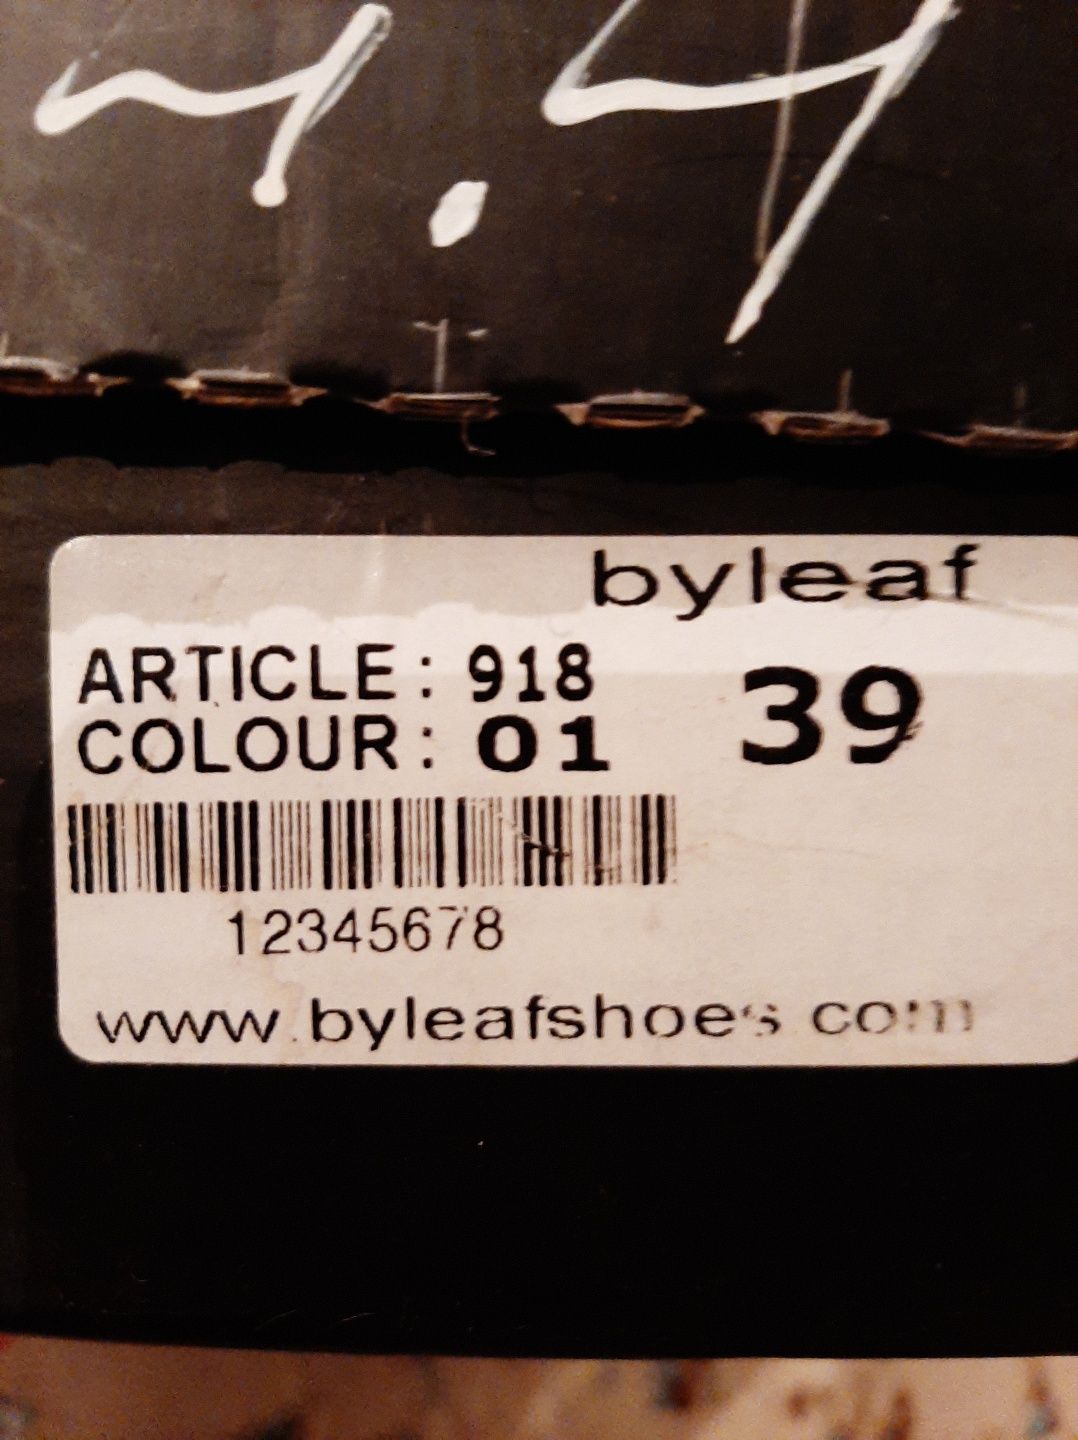 byleaf
ARTICLE: 918
39
COLOUR: 01
12345678
www.byleafshoes.com